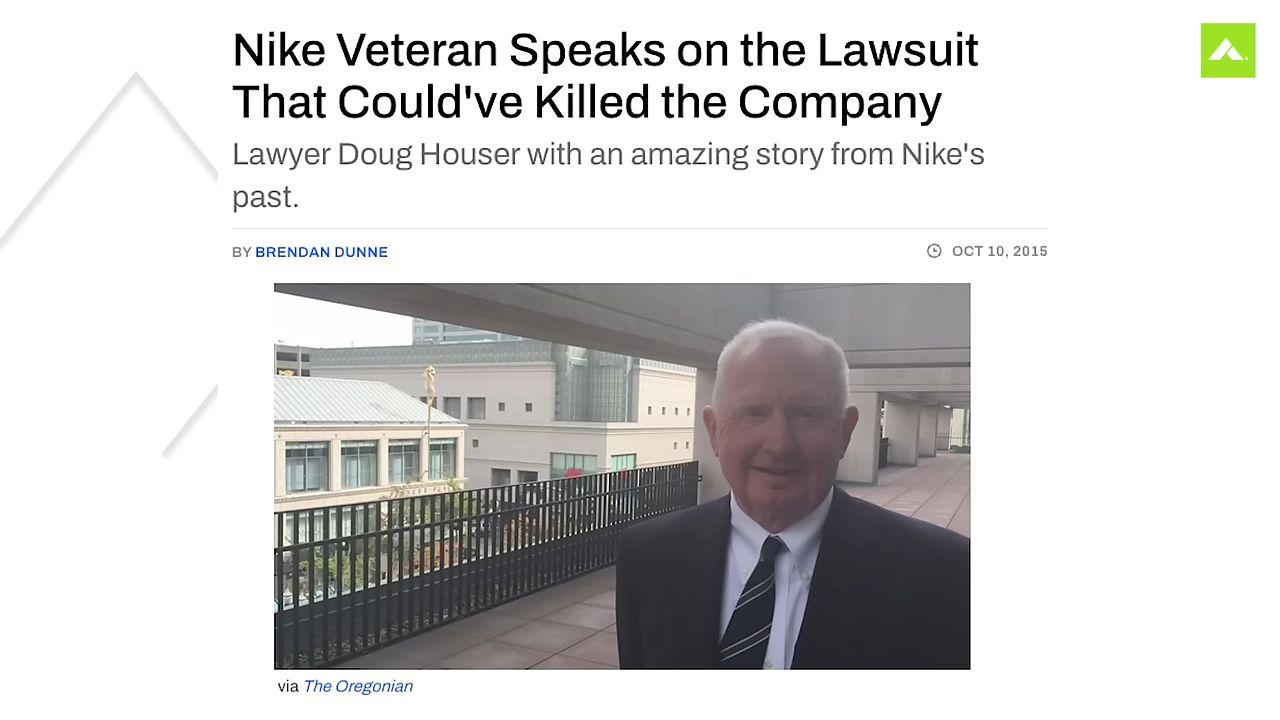 Nike Veteran Speaks on the Lawsuit
That Could've Killed the Company
Lawyer Doug Houser with an amazing story from Nike's
past.
BY BRENDAN DUNNE
OCT 10, 2015
via The Oregonian